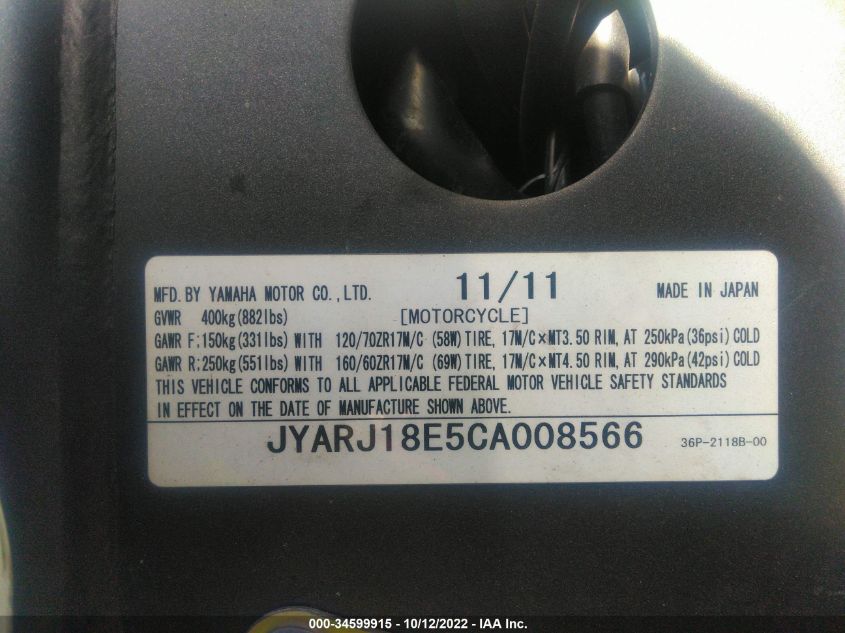 MFD. BY YAMAHA MOTOR CO., LTD. 11/11 MADE IN JAPAN
GVWR 400kg(882lbs) [MOTORCYCLE]
GAWR F:150kg(331lbs) WITH 120/70ZR17M/C (58W) TIRE, 17M/C×MT3.50 RIM, AT 250kPa(36psi) COLD
GAWR R:250kg(551lbs) WITH 160/60ZR17M/C (69W) TIRE, 17M/C×MT4.50 RIM, AT 290kPa(42psi) COLD
THIS VEHICLE CONFORMS TO ALL APPLICABLE FEDERAL MOTOR VEHICLE SAFETY STANDARDS
IN EFFECT ON THE DATE OF MANUFACTURE SHOWN ABOVE.
JYARJ18E5CA008566 36P-2118B-00
000-34599915 - 10/12/2022 - IAA Inc.